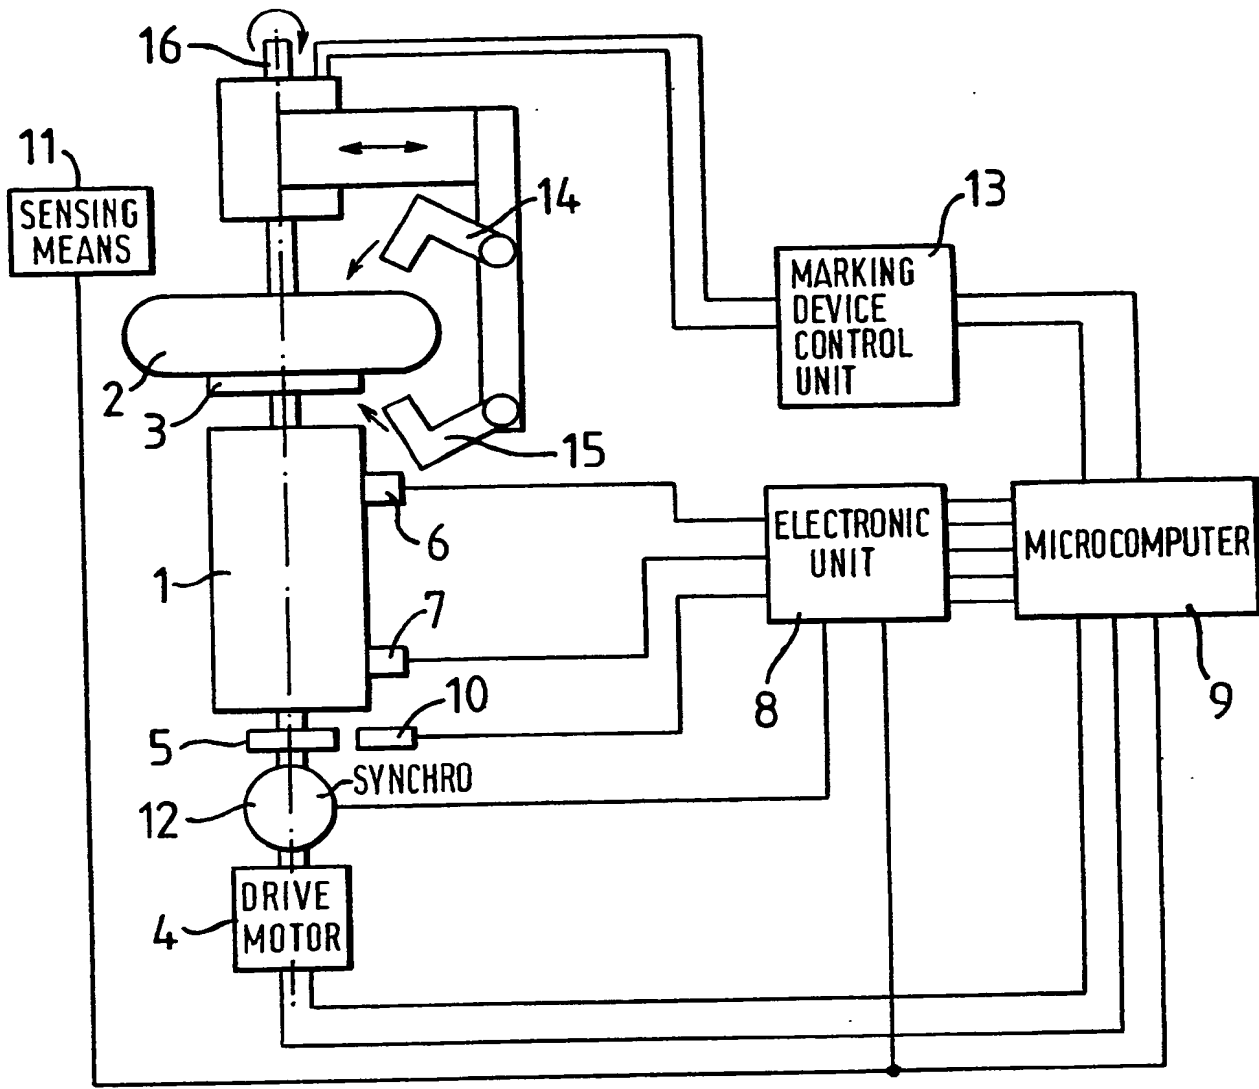 16
11
SENSING
MEANS
14
13
MARKING
DEVICE
CONTROL
UNIT
2
3
15
6
ELECTRONIC
UNIT
MICROCOMPUTER
1
7
8
9
10
5
SYNCHRO
12
DRIVE
MOTOR
4